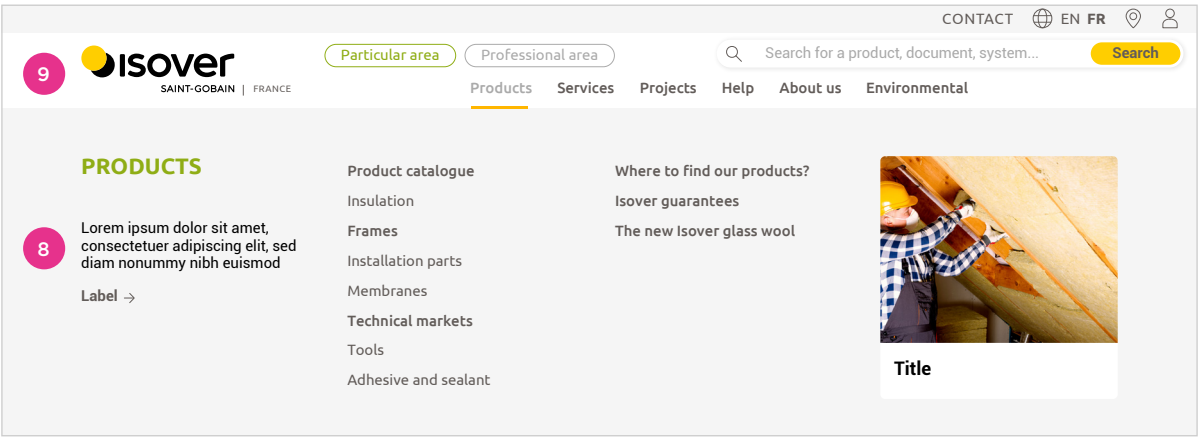 CONTACT EN FR
9
isover
SAINT-GOBAIN | FRANCE
Particular area
Professional area
Search for a product, document, system...
Search
Products Services Projects Help About us Environmental
PRODUCTS
8
Lorem ipsum dolor sit amet,
consectetuer adipiscing elit, sed
diam nonummy nibh euismod
Label →
Product catalogue
Insulation
Frames
Installation parts
Membranes
Technical markets
Tools
Adhesive and sealant
Where to find our products?
Isover guarantees
The new Isover glass wool
Title